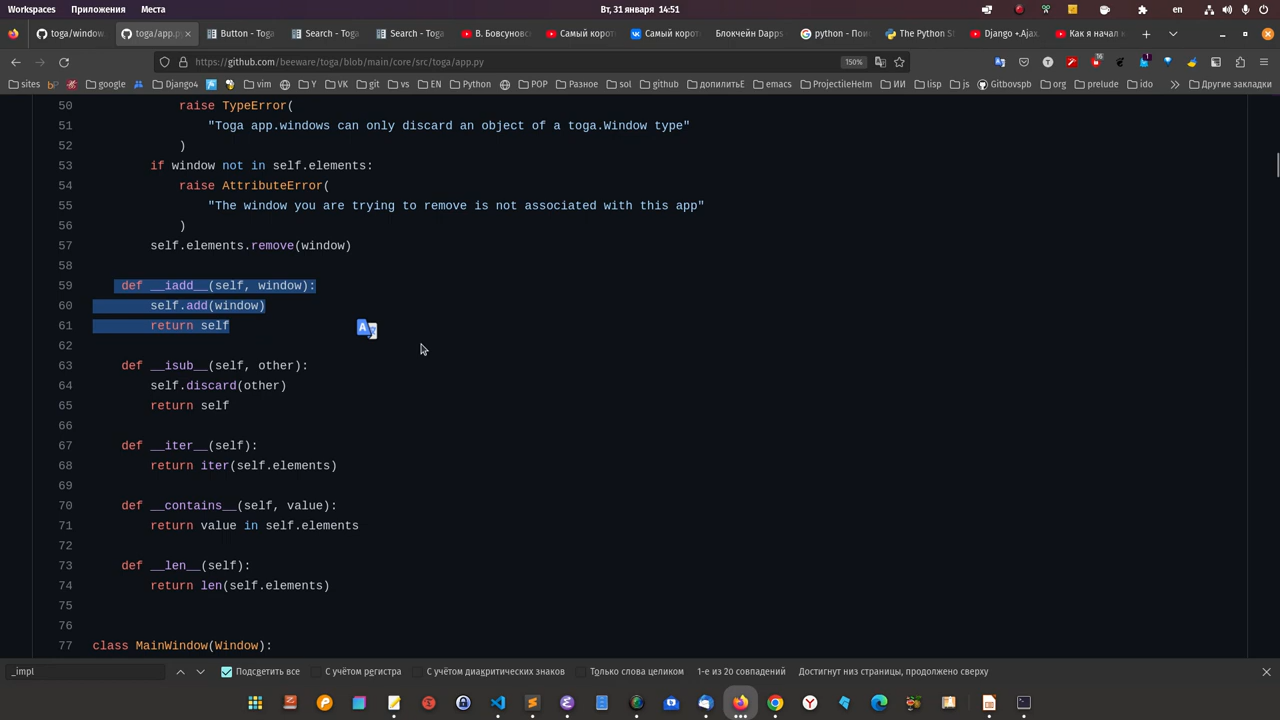 Workspaces Приложения Места Вт, 31 января 14:51 en
toga/window. toga/app.py Button - Toga Search - Toga Search - Toga В. Бовсуновс Самый корот Самый корот Блокчейн Dapps python - Пои The Python St Django +.Ajax. Как я начал к
https://github.com/beeware/toga/blob/main/core/src/toga/app.py 150% 16 1
sites google Django4 vim Y VK git vs EN Python POP Разное sol github допилитьЕ emacs ProjectileHelm ИИ lisp js Gitbovspb org prelude ido Другие закладки
50 raise TypeError(
51 "Toga app.windows can only discard an object of a toga.Window type"
52 )
53 if window not in self.elements:
54 raise AttributeError(
55 "The window you are trying to remove is not associated with this app"
56 )
57 self.elements.remove(window)
58
59 def __iadd__(self, window):
60 self.add(window)
61 return self
62
63 def __isub__(self, other):
64 self.discard(other)
65 return self
66
67 def __iter__(self):
68 return iter(self.elements)
69
70 def __contains__(self, value):
71 return value in self.elements
72
73 def __len__(self):
74 return len(self.elements)
75
76
77 class MainWindow(Window):
_impl Подсветить все С учётом регистра С учётом диакритических знаков Только слова целиком 1-е из 20 совпадений Достигнут низ страницы, продолжено сверху